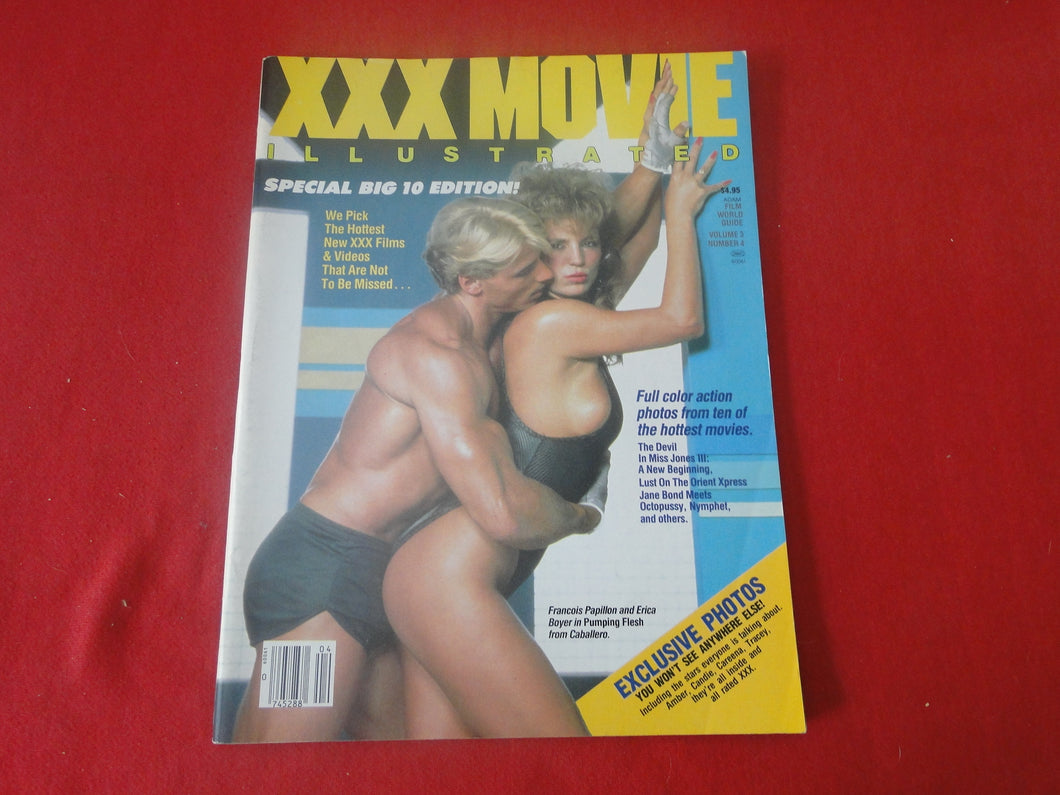 XXX MOVIE
ILLUSTRATED
SPECIAL BIG 10 EDITION!
$4.95
ADAM
FILM
WORLD
GUIDE
VOLUME 3
NUMBER 4
We Pick
The Hottest
New XXX Films
& Videos
That Are Not
To Be Missed...
Full color action
photos from ten of
the hottest movies.
The Devil
In Miss Jones III:
A New Beginning,
Lust On The Orient Xpress
Jane Bond Meets
Octopussy, Nymphet,
and others.
Francois Papillon and Erica
Boyer in Pumping Flesh
from Caballero.
EXCLUSIVE PHOTOS
YOU WON'T SEE ANYWHERE ELSE!
Including the stars everyone is talking about.
Amber, Candie, Careena, Tracey,
they're all inside and
all rated XXX.
04
0
745288